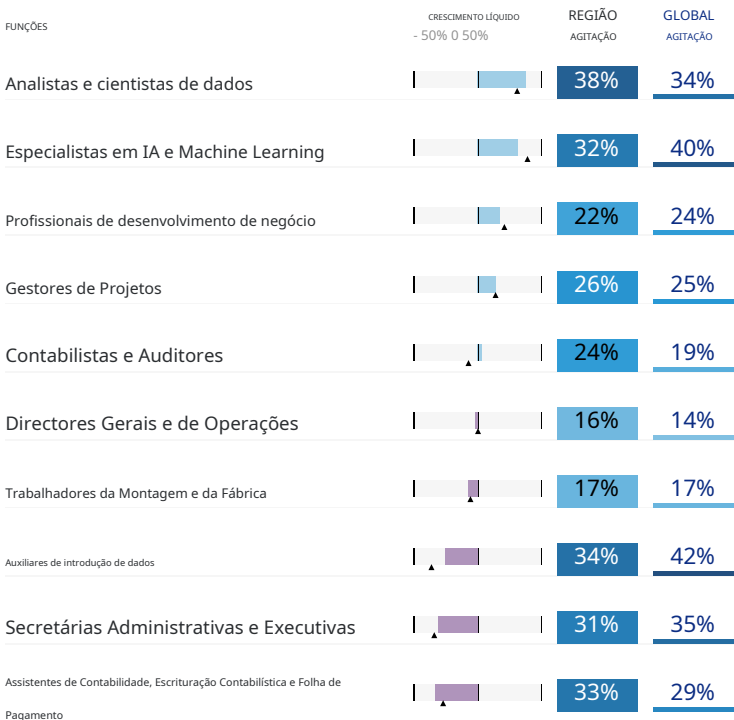 FUNÇÕES
CRESCIMENTO LÍQUIDO
- 50% 0 50%
REGIÃO
AGITAÇÃO
GLOBAL
AGITAÇÃO
Analistas e cientistas de dados 38% 34%
Especialistas em IA e Machine Learning 32% 40%
Profissionais de desenvolvimento de negócio 22% 24%
Gestores de Projetos 26% 25%
Contabilistas e Auditores 24% 19%
Directores Gerais e de Operações 16% 14%
Trabalhadores da Montagem e da Fábrica 17% 17%
Auxiliares de introdução de dados 34% 42%
Secretárias Administrativas e Executivas 31% 35%
Assistentes de Contabilidade, Escrituração Contabilística e Folha de 33% 29%
Pagamento